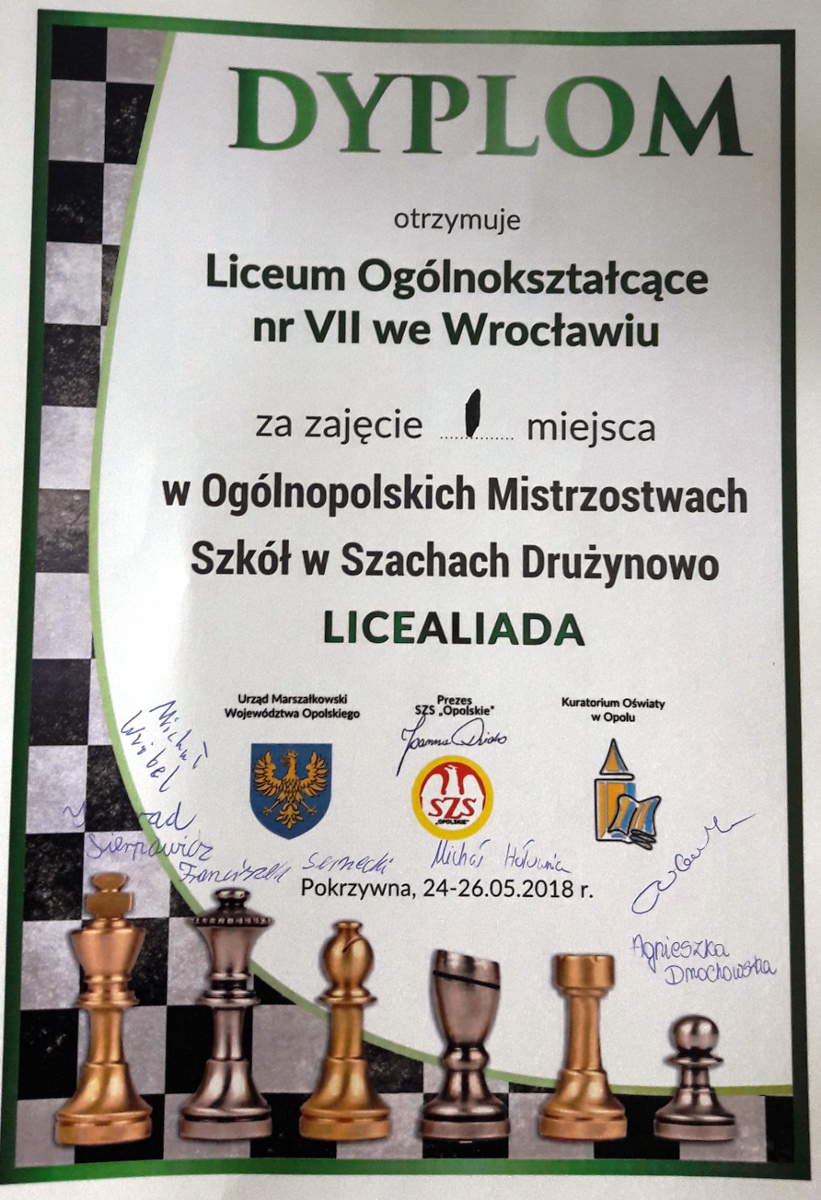 DYPLOM
otrzymuje
Liceum Ogólnokształcące
nr VII we Wrocławiu
za zajęcie I miejsca
w Ogólnopolskich Mistrzostwach
Szkół w Szachach Drużynowo
LICEALIADA
Urząd Marszałkowski
Województwa Opolskiego
Prezes
SZS „Opolskie"
Kuratorium Oświaty
w Opolu
Joanna
SZS
„OPOLSKIE"
Michał
Wróbel
Sierpowicz
Franciszek Sernecki
Michał
Pokrzywna, 24-26.05.2018 r.
Agnieszka
Dmochowska